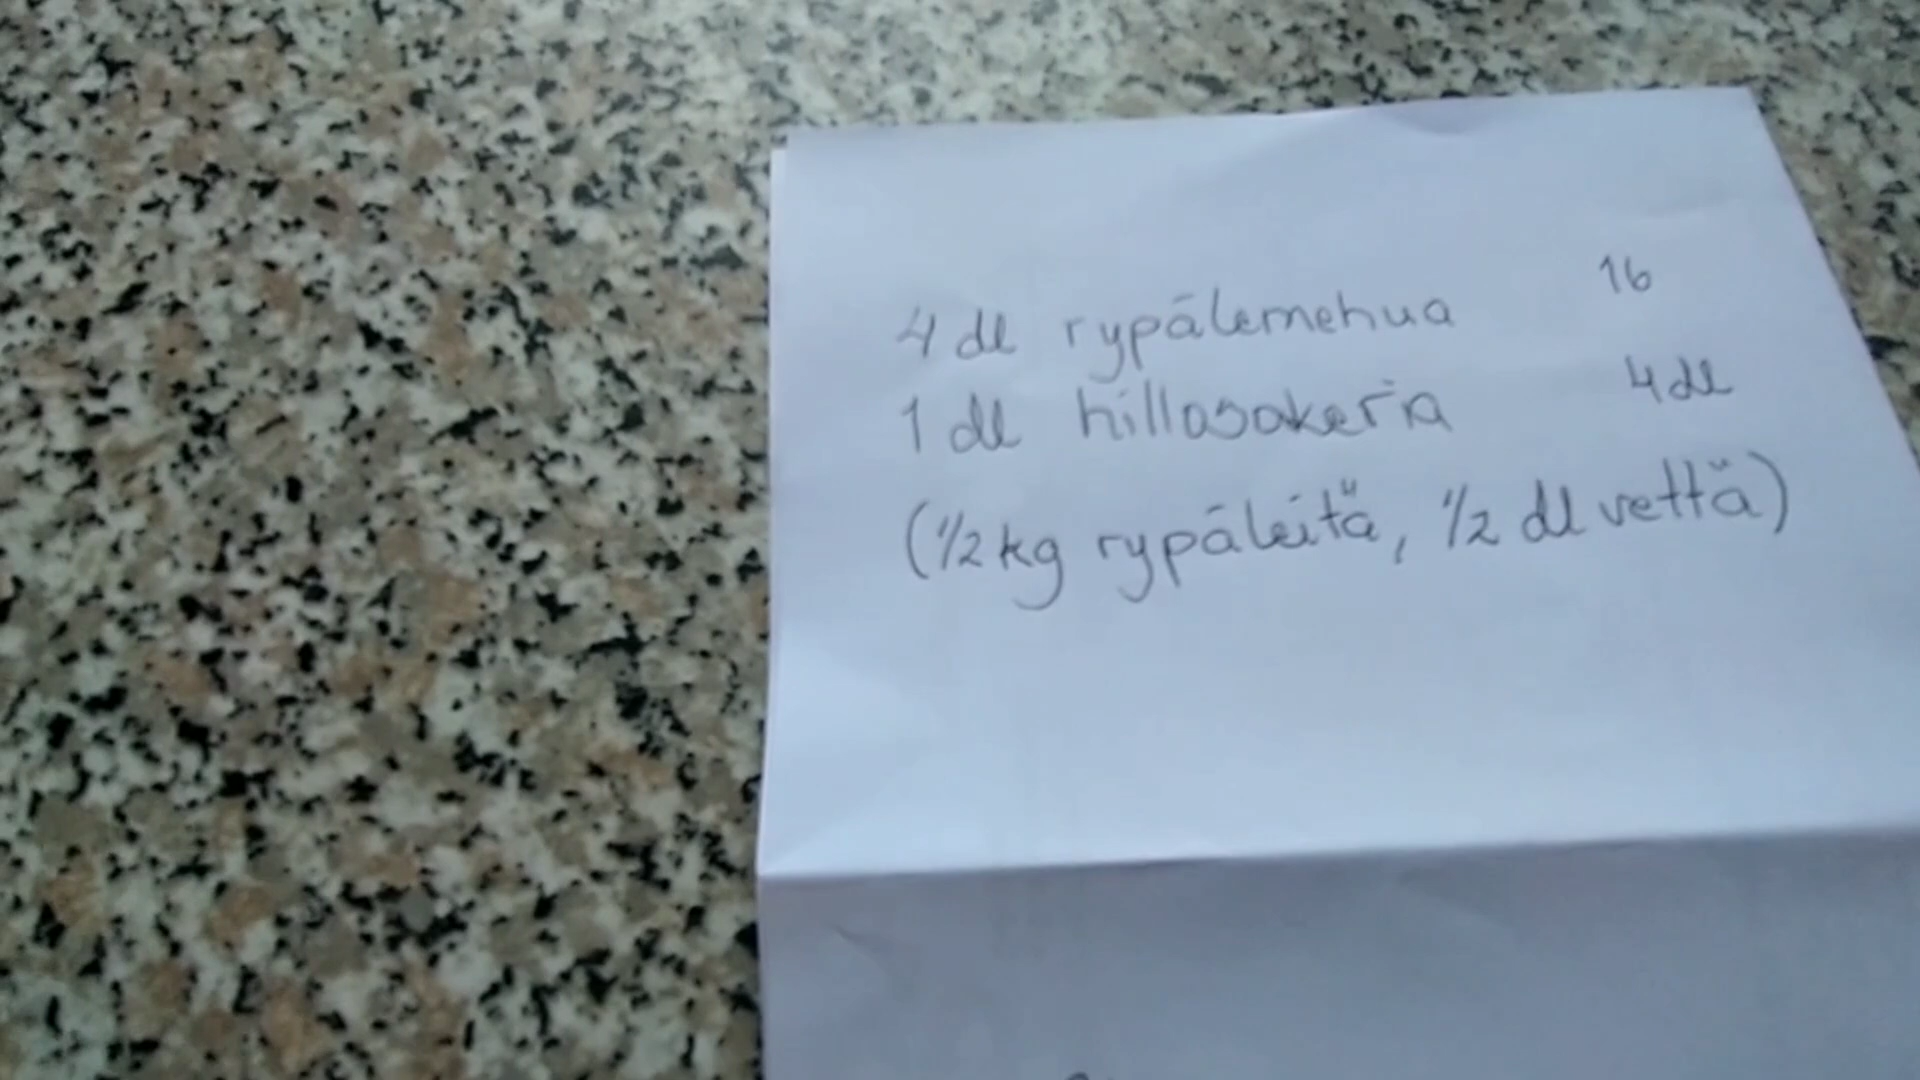 4 dl rypälemehua 16
1 dl hillosokeria 4 dl
(1/2 kg rypäleitä, 1/2 dl vettä)